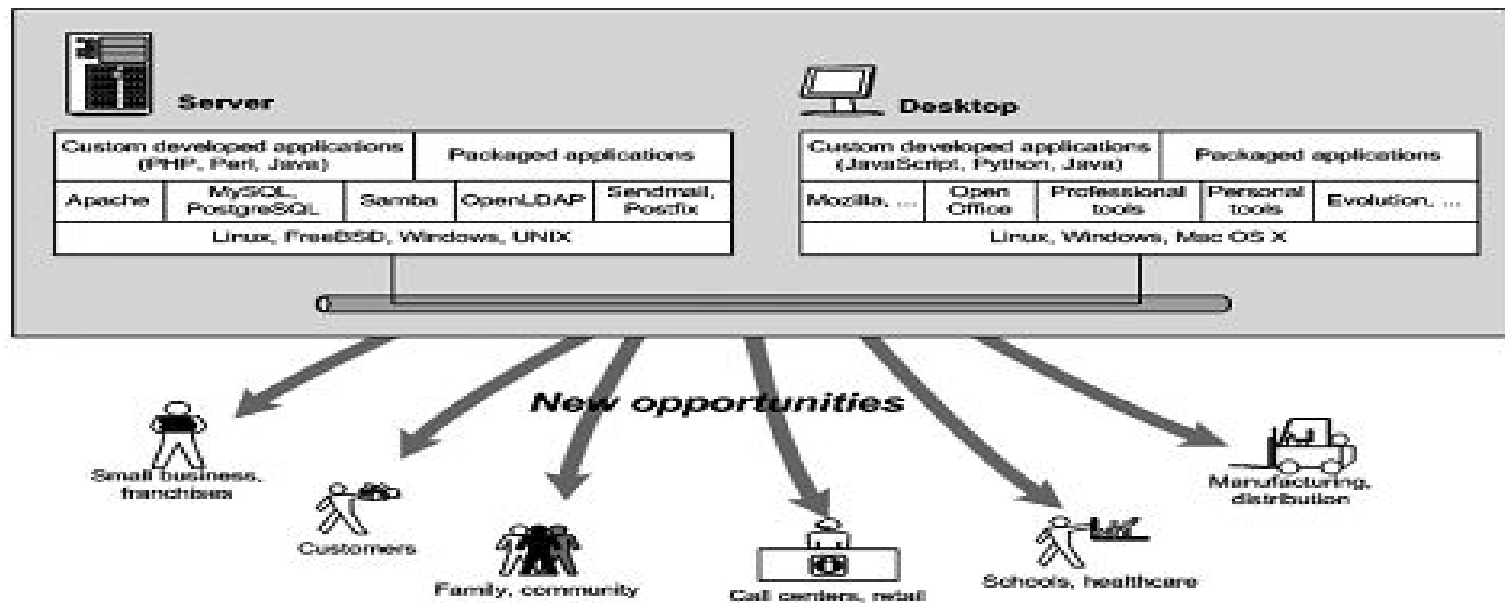 Server
Custom developed applications
(PHP, Perl, Java)
Packaged applications
Apache
MySQL,
PostgreSQL
Samba
OpenLDAP
Sendmail,
Postfix
Linux, FreeBSD, Windows, UNIX
Desktop
Custom developed applications
(JavaScript, Python, Java)
Packaged applications
Mozilla, ...
Open
Office
Professional
tools
Personal
tools
Evolution, ...
Linux, Windows, Mac OS X
New opportunities
Small business,
franchises
Customers
Family, community
Call centers, retail
Schools, healthcare
Manufacturing,
distribution